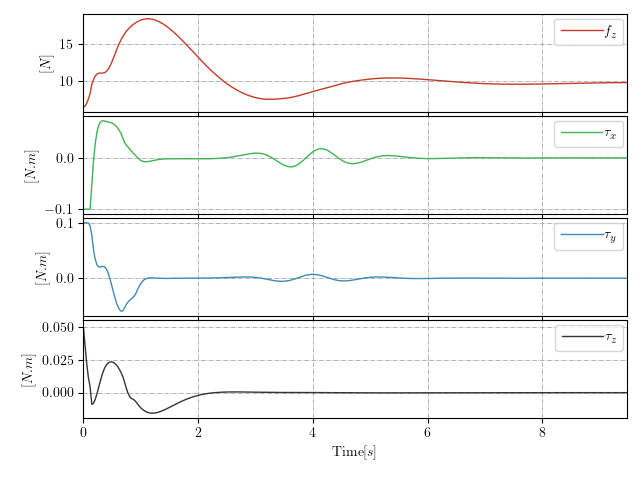 15
10
[N]
f_z
0.0
−0.1
[N.m]
τ_x
0.1
0.0
[N.m]
τ_y
0.050
0.025
0.000
[N.m]
τ_z
0 2 4 6 8
Time[s]